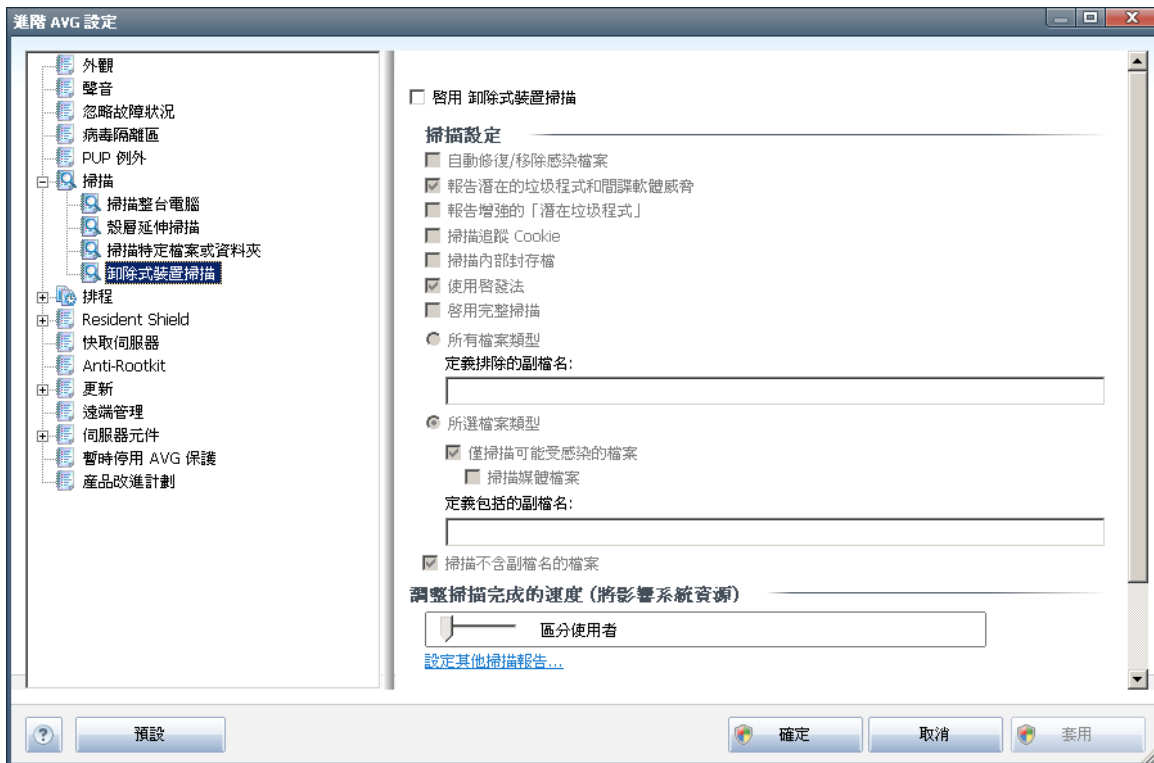 進階 AVG 設定
外觀
聲音
忽略故障狀況
病毒隔離區
PUP 例外
掃描
掃描整台電腦
殼層延伸掃描
掃描特定檔案或資料夾
卸除式裝置掃描
排程
Resident Shield
快取伺服器
Anti-Rootkit
更新
遠端管理
伺服器元件
暫時停用 AVG 保護
產品改進計劃
啓用 卸除式裝置掃描
掃描設定
自動修復/移除感染檔案
報告潛在的垃圾程式和間諜軟體威脅
報告增強的「潛在垃圾程式」
掃描追蹤 Cookie
掃描內部封存檔
使用啓發法
啓用完整掃描
所有檔案類型
定義排除的副檔名:
所選檔案類型
僅掃描可能受感染的檔案
掃描媒體檔案
定義包括的副檔名:
掃描不含副檔名的檔案
調整掃描完成的速度 (將影響系統資源)
區分使用者
設定其他掃描報告...
?
預設
確定
取消
套用